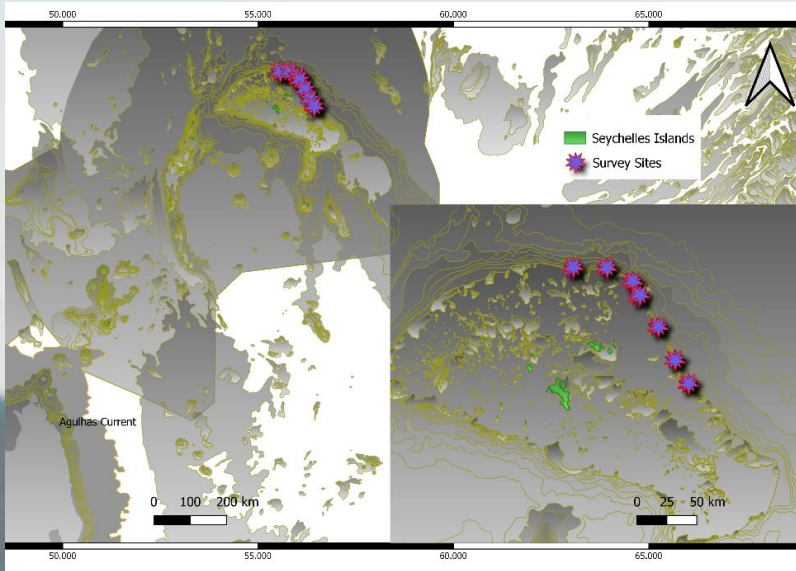 50.000 55.000 60.000 65.000
Seychelles Islands
Survey Sites
Agulhas Current
0 100 200 km
0 25 50 km
50.000 55.000 60.000 65.000